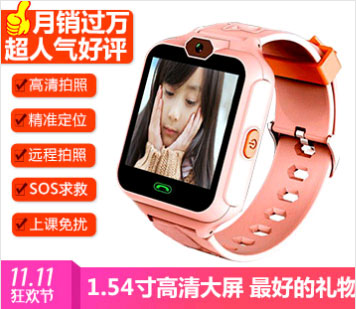 月销过万
超人气好评
高清拍照
精准定位
远程拍照
SOS求救
上课免扰
11.11
狂欢节
1.54寸高清大屏 最好的礼物